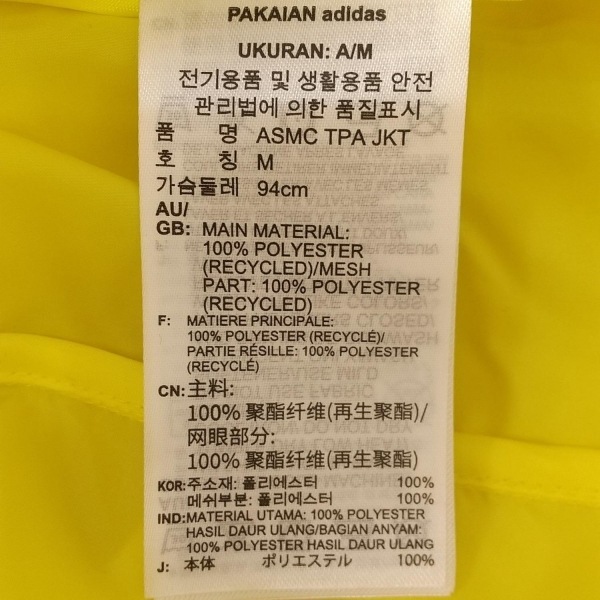 PAKAIAN adidas
UKURAN: A/M
전기용품 및 생활용품 안전
관리법에 의한 품질표시
품 명 ASMC TPA JKT
호 칭 M
가슴둘레 94cm
AU/
GB: MAIN MATERIAL:
100% POLYESTER
(RECYCLED)/MESH
PART: 100% POLYESTER
(RECYCLED)
F: MATIERE PRINCIPALE:
100% POLYESTER (RECYCLÉ)/
PARTIE RÉSILLE: 100% POLYESTER
(RECYCLÉ)
CN:主料:
100% 聚酯纤维(再生聚酯)/
网眼部分:
100% 聚酯纤维(再生聚酯)
KOR:주소재: 폴리에스터 100%
메쉬부분: 폴리에스터 100%
IND:MATERIAL UTAMA: 100% POLYESTER
HASIL DAUR ULANG/BAGIAN ANYAM:
100% POLYESTER HASIL DAUR ULANG
J: 本体 ポリエステル 100%